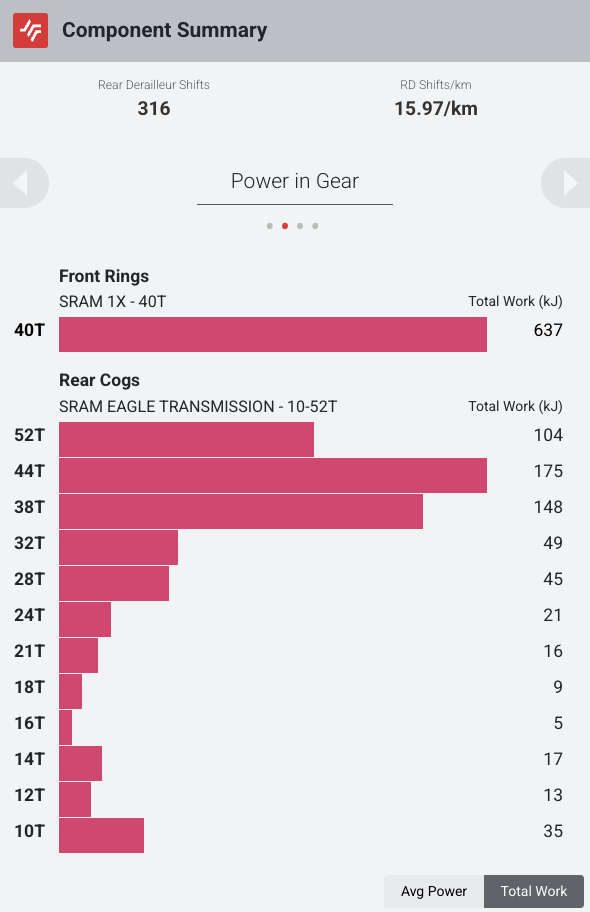 Component Summary
Rear Derailleur Shifts RD Shifts/km
316 15.97/km
Power in Gear
Front Rings
SRAM 1X - 40T Total Work (kJ)
40T 637
Rear Cogs
SRAM EAGLE TRANSMISSION - 10-52T Total Work (kJ)
52T 104
44T 175
38T 148
32T 49
28T 45
24T 21
21T 16
18T 9
16T 5
14T 17
12T 13
10T 35
Avg Power Total Work